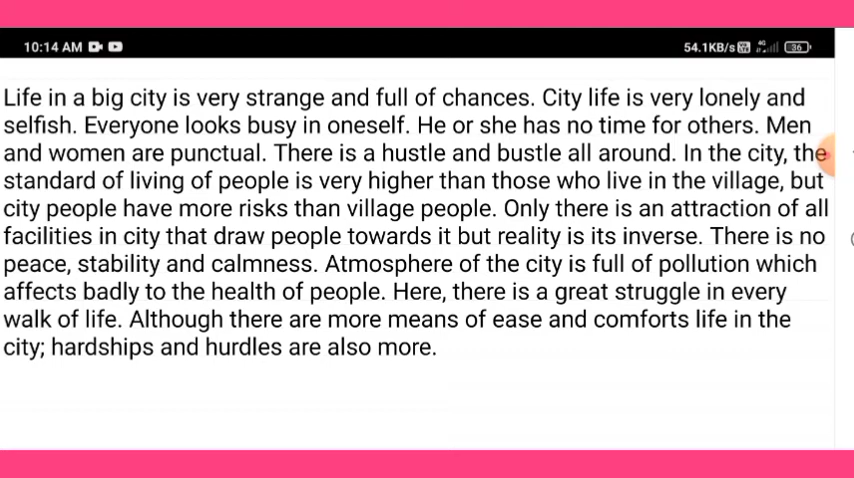 10:14 AM
54.1KB/s 4G 36
Life in a big city is very strange and full of chances. City life is very lonely and
selfish. Everyone looks busy in oneself. He or she has no time for others. Men
and women are punctual. There is a hustle and bustle all around. In the city, the
standard of living of people is very higher than those who live in the village, but
city people have more risks than village people. Only there is an attraction of all
facilities in city that draw people towards it but reality is its inverse. There is no
peace, stability and calmness. Atmosphere of the city is full of pollution which
affects badly to the health of people. Here, there is a great struggle in every
walk of life. Although there are more means of ease and comforts life in the
city; hardships and hurdles are also more.